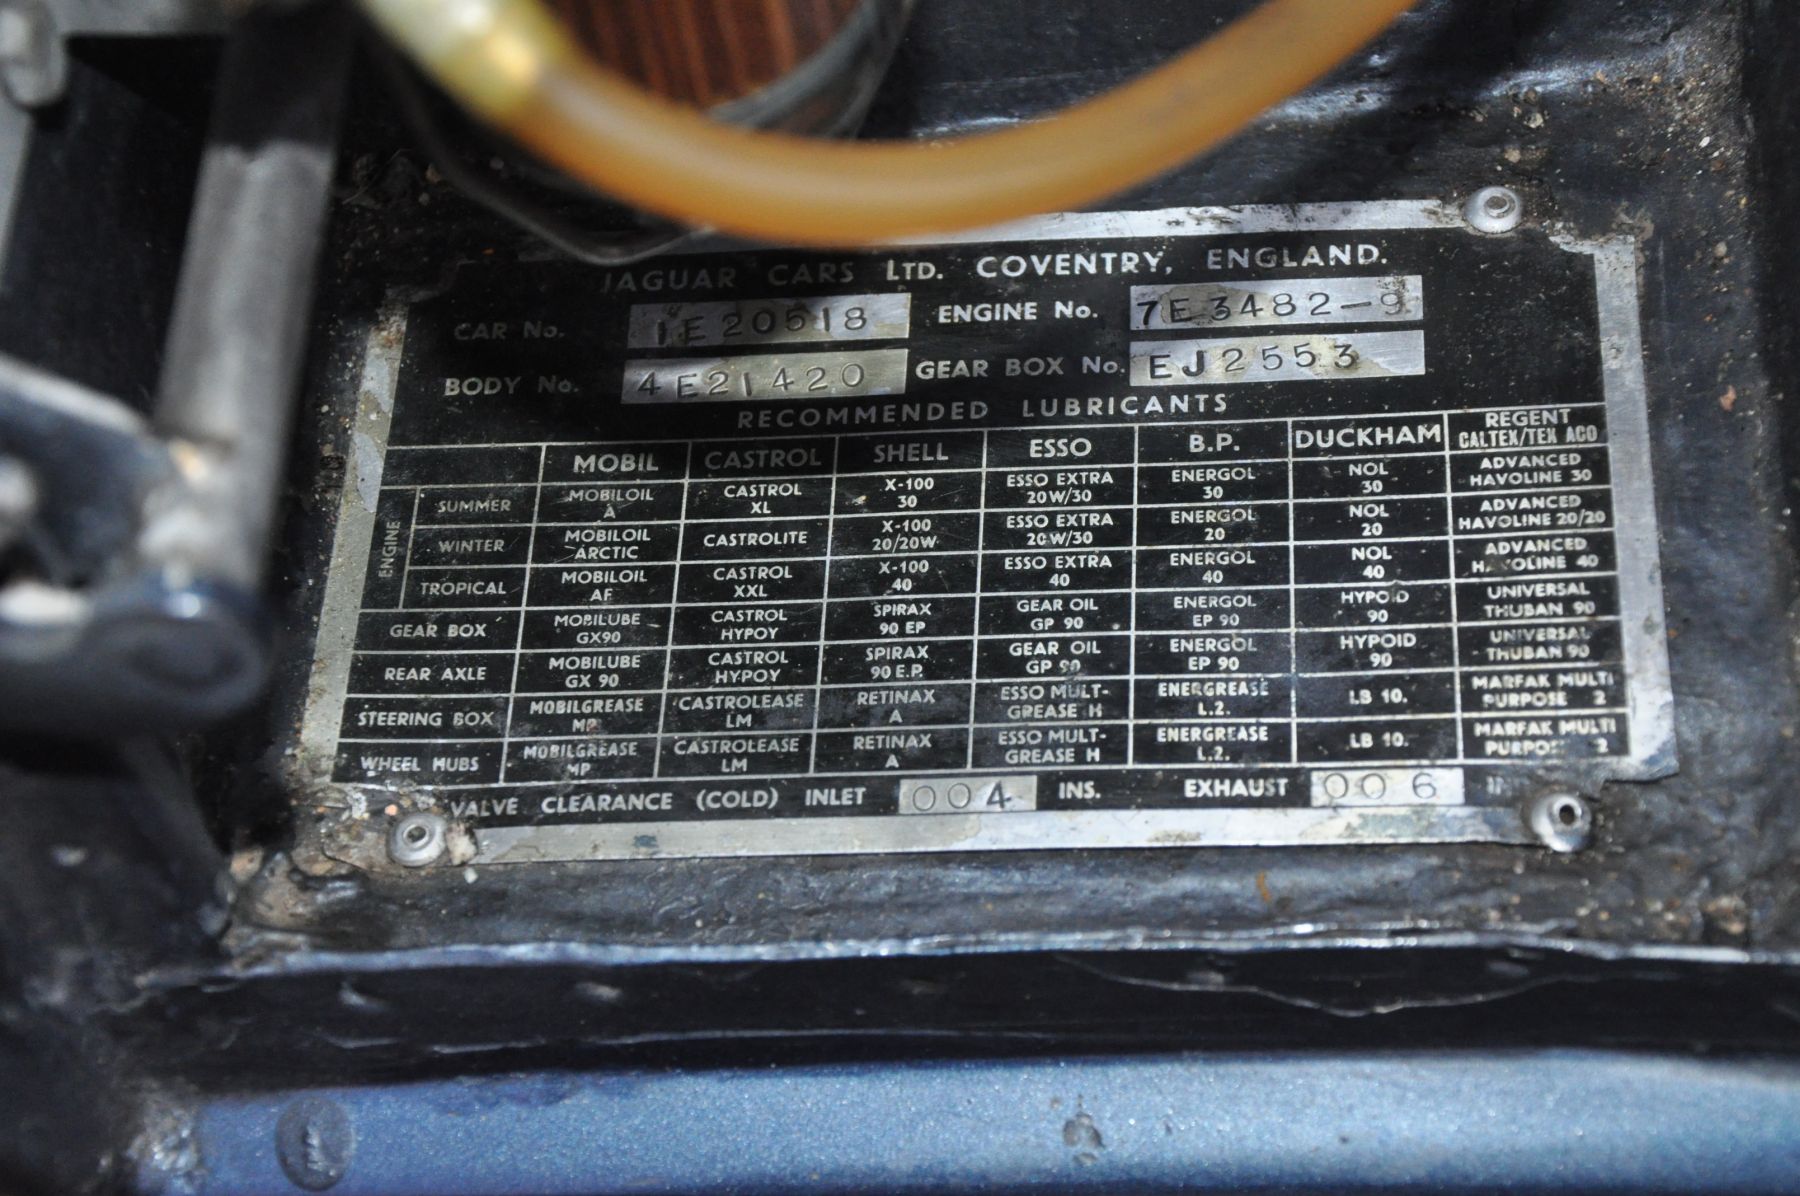 JAGUAR CARS LTD. COVENTRY, ENGLAND.
CAR No. 1E20518 ENGINE No. 7E3482-9
BODY No. 4E21420 GEAR BOX No. EJ2553
RECOMMENDED LUBRICANTS
MOBIL CASTROL SHELL ESSO B.P. DUCKHAM REGENT CALTEX/TEXACO
ENGINE
SUMMER MOBILOIL A CASTROL XL X-100 30 ESSO EXTRA 20W/30 ENERGOL 30 NOL 30 ADVANCED HAVOLINE 30
WINTER MOBILOIL ARCTIC CASTROLITE X-100 20/20W ESSO EXTRA 20W/30 ENERGOL 20 NOL 20 ADVANCED HAVOLINE 20/20
TROPICAL MOBILOIL AF CASTROL XXL X-100 40 ESSO EXTRA 40 ENERGOL 40 NOL 40 ADVANCED HAVOLINE 40
GEAR BOX MOBILUBE GX90 CASTROL HYPOY SPIRAX 90 EP GEAR OIL GP 90 ENERGOL EP 90 HYPOID 90 UNIVERSAL THUBAN 90
REAR AXLE MOBILUBE GX 90 CASTROL HYPOY SPIRAX 90 E.P. GEAR OIL GP 90 ENERGOL EP 90 HYPOID 90 UNIVERSAL THUBAN 90
STEERING BOX MOBILGREASE MP CASTROLEASE LM RETINAX A ESSO MULT-GREASE H ENERGREASE L.2. LB 10. MARFAK MULTI PURPOSE 2
WHEEL HUBS MOBILGREASE MP CASTROLEASE LM RETINAX A ESSO MULT-GREASE H ENERGREASE L.2. LB 10. MARFAK MULTI PURPOSE 2
VALVE CLEARANCE (COLD) INLET 004 INS. EXHAUST 006